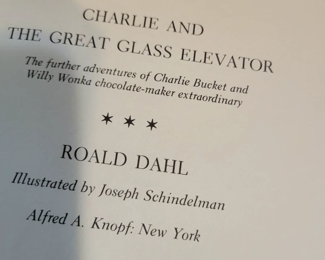 CHARLIE AND
THE GREAT GLASS ELEVATOR
The further adventures of Charlie Bucket and
Willy Wonka chocolate-maker extraordinary
✶ ✶ ✶
ROALD DAHL
Illustrated by Joseph Schindelman
Alfred A. Knopf: New York